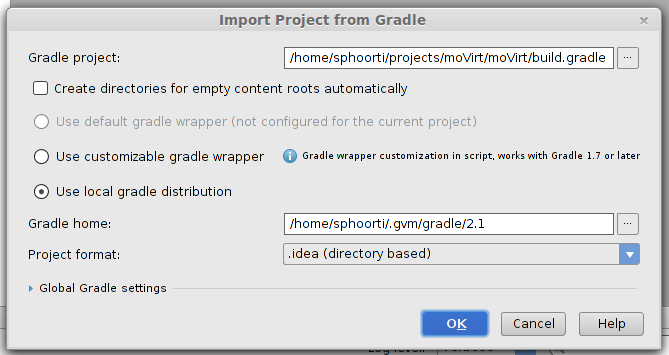 Import Project from Gradle
Gradle project: /home/sphoorti/projects/moVirt/moVirt/build.gradle ...
Create directories for empty content roots automatically
Use default gradle wrapper (not configured for the current project)
Use customizable gradle wrapper Gradle wrapper customization in script, works with Gradle 1.7 or later
Use local gradle distribution
Gradle home: /home/sphoorti/.gvm/gradle/2.1 ...
Project format: .idea (directory based)
Global Gradle settings
OK Cancel Help